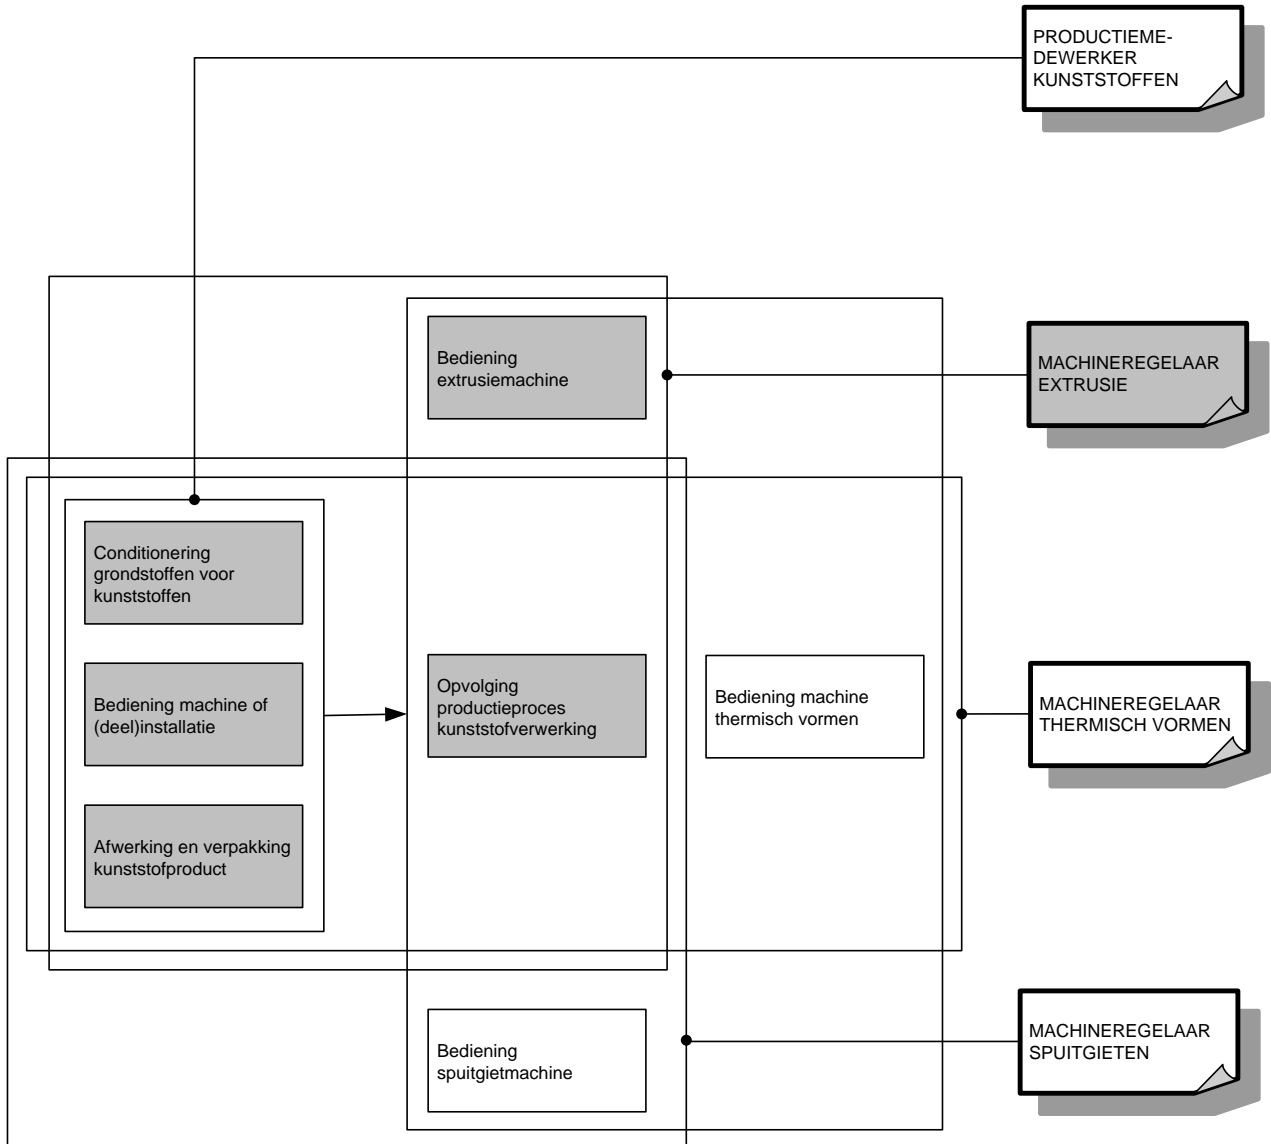 PRODUCTIEME-
DEWERKER
KUNSTSTOFFEN
Bediening
extrusiemachine
MACHINEREGELAAR
EXTRUSIE
Conditionering
grondstoffen voor
kunststoffen
Bediening machine of
(deel)installatie
Afwerking en verpakking
kunststofproduct
Opvolging
productieproces
kunststofverwerking
Bediening machine
thermisch vormen
MACHINEREGELAAR
THERMISCH VORMEN
Bediening
spuitgietmachine
MACHINEREGELAAR
SPUITGIETEN